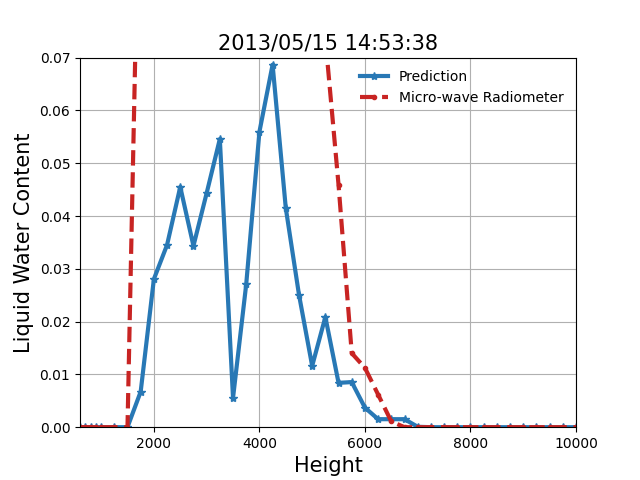 2013/05/15 14:53:38
Liquid Water Content
0.07
0.06
0.05
0.04
0.03
0.02
0.01
0.00
Prediction
Micro-wave Radiometer
2000 4000 6000 8000 10000
Height